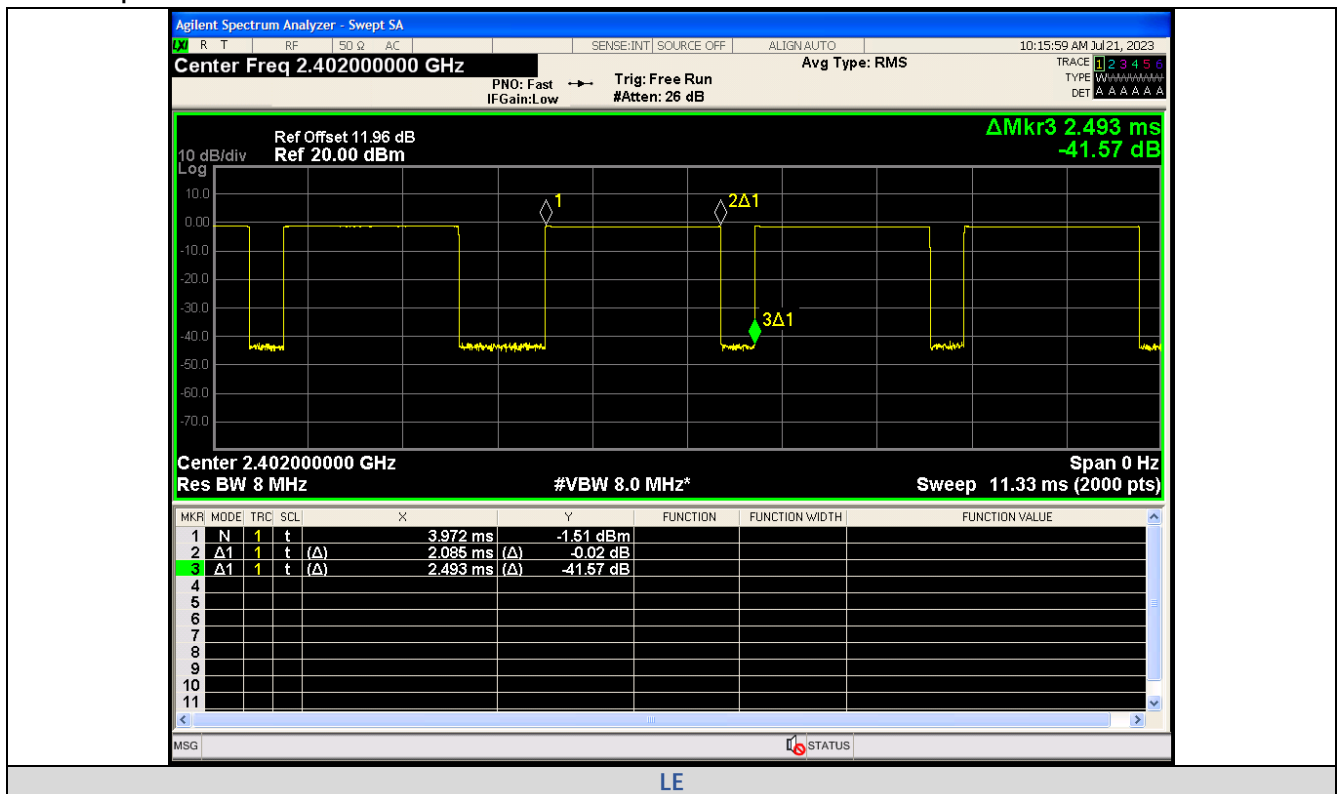 Agilent Spectrum Analyzer - Swept SA
LXI R T RF 50 Ω AC SENSE:INT SOURCE OFF ALIGN AUTO 10:15:59 AM Jul 21, 2023
Center Freq 2.402000000 GHz Avg Type: RMS TRACE 1 2 3 4 5 6
PNO: Fast Trig: Free Run TYPE WWWWWW
IFGain:Low #Atten: 26 dB DET A A A A A A
ΔMkr3 2.493 ms
Ref Offset 11.96 dB
10 dB/div Ref 20.00 dBm -41.57 dB
Log
10.0
1
2Δ1
0.00
-10.0
-20.0
-30.0
3Δ1
-40.0
-50.0
-60.0
-70.0
Center 2.402000000 GHz Span 0 Hz
Res BW 8 MHz #VBW 8.0 MHz* Sweep 11.33 ms (2000 pts)
MKR MODE TRC SCL X Y FUNCTION FUNCTION WIDTH FUNCTION VALUE
1 N 1 t 3.972 ms -1.51 dBm
2 Δ1 1 t (Δ) 2.085 ms (Δ) -0.02 dB
3 Δ1 1 t (Δ) 2.493 ms (Δ) -41.57 dB
4
5
6
7
8
9
10
11
MSG STATUS
LE